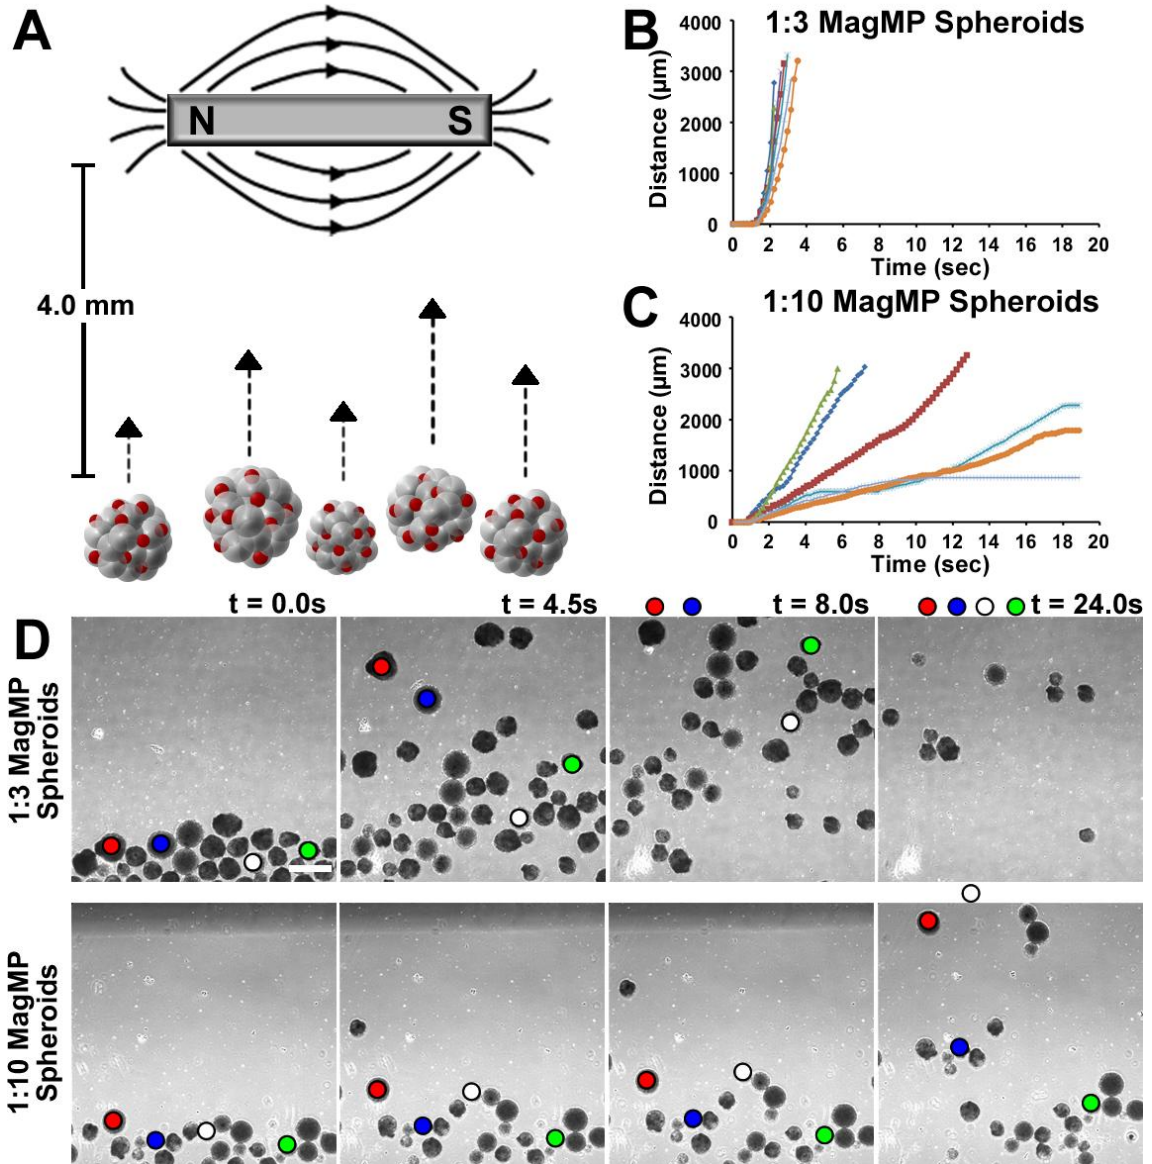 A
N S
4.0 mm
B
1:3 MagMP Spheroids
Distance (µm)
4000
3000
2000
1000
0
0 2 4 6 8 10 12 14 16 18 20
Time (sec)
C
1:10 MagMP Spheroids
Distance (µm)
4000
3000
2000
1000
0
0 2 4 6 8 10 12 14 16 18 20
Time (sec)
D
t = 0.0s t = 4.5s t = 8.0s t = 24.0s
1:3 MagMP
Spheroids
1:10 MagMP
Spheroids